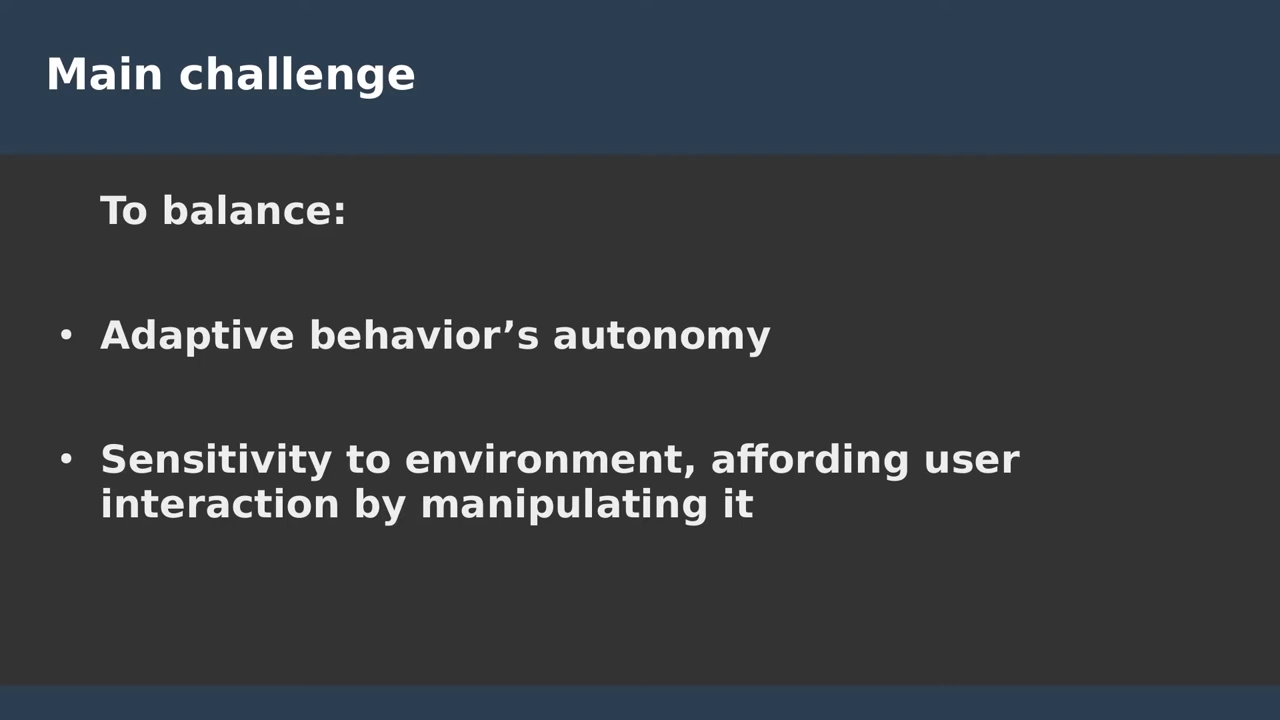 Main challenge
To balance:
• Adaptive behavior’s autonomy
• Sensitivity to environment, affording user
interaction by manipulating it